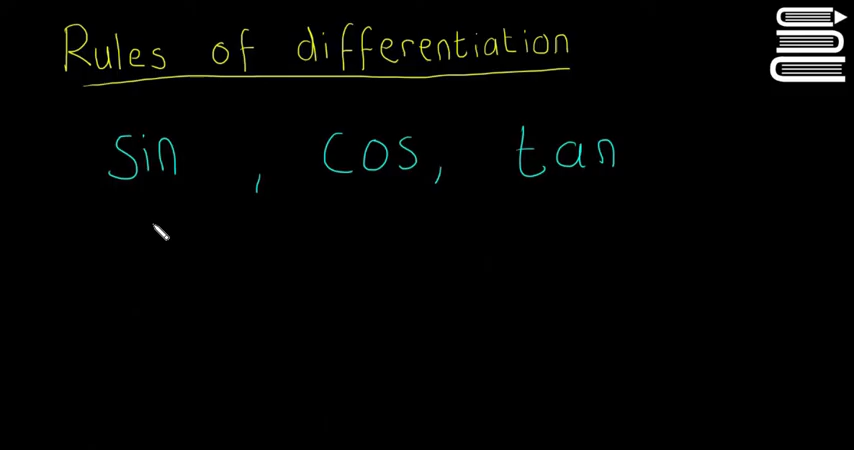 Rules of differentiation
sin, cos, tan